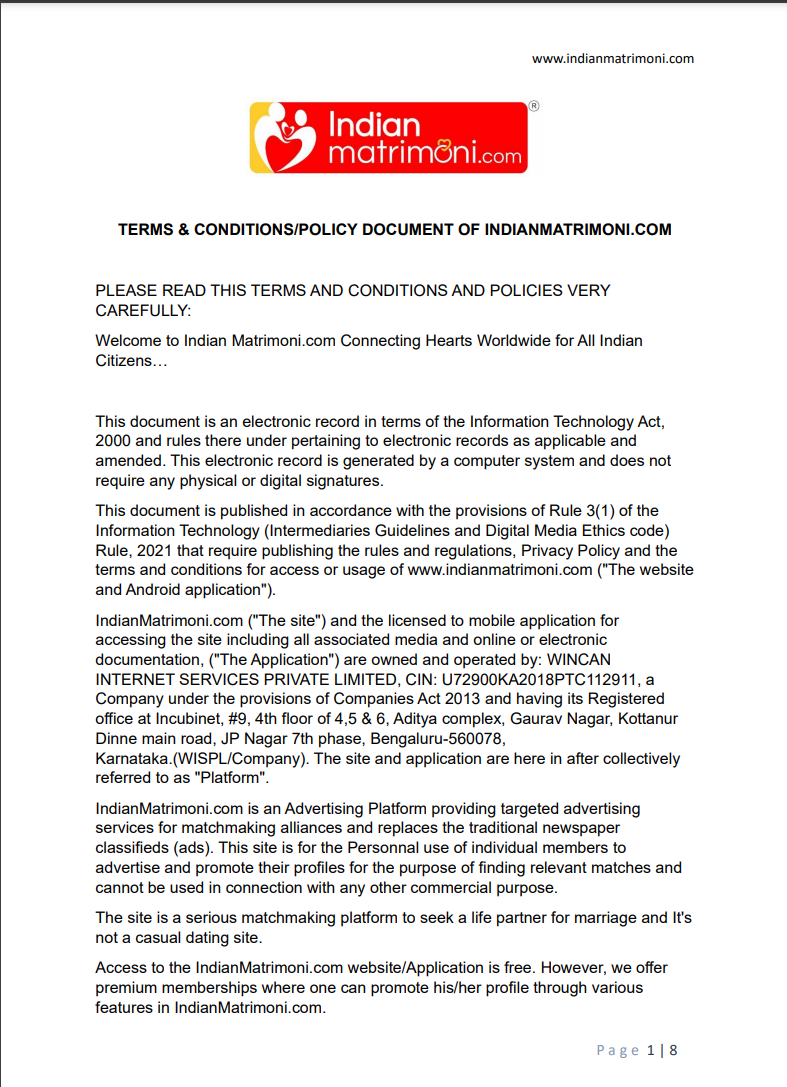 www.indianmatrimoni.com
Indian
matrimoni.com
®
TERMS & CONDITIONS/POLICY DOCUMENT OF INDIANMATRIMONI.COM
PLEASE READ THIS TERMS AND CONDITIONS AND POLICIES VERY
CAREFULLY:
Welcome to Indian Matrimoni.com Connecting Hearts Worldwide for All Indian
Citizens…
This document is an electronic record in terms of the Information Technology Act,
2000 and rules there under pertaining to electronic records as applicable and
amended. This electronic record is generated by a computer system and does not
require any physical or digital signatures.
This document is published in accordance with the provisions of Rule 3(1) of the
Information Technology (Intermediaries Guidelines and Digital Media Ethics code)
Rule, 2021 that require publishing the rules and regulations, Privacy Policy and the
terms and conditions for access or usage of www.indianmatrimoni.com ("The website
and Android application").
IndianMatrimoni.com ("The site") and the licensed to mobile application for
accessing the site including all associated media and online or electronic
documentation, ("The Application") are owned and operated by: WINCAN
INTERNET SERVICES PRIVATE LIMITED, CIN: U72900KA2018PTC112911, a
Company under the provisions of Companies Act 2013 and having its Registered
office at Incubinet, #9, 4th floor of 4,5 & 6, Aditya complex, Gaurav Nagar, Kottanur
Dinne main road, JP Nagar 7th phase, Bengaluru-560078,
Karnataka.(WISPL/Company). The site and application are here in after collectively
referred to as "Platform".
IndianMatrimoni.com is an Advertising Platform providing targeted advertising
services for matchmaking alliances and replaces the traditional newspaper
classifieds (ads). This site is for the Personnal use of individual members to
advertise and promote their profiles for the purpose of finding relevant matches and
cannot be used in connection with any other commercial purpose.
The site is a serious matchmaking platform to seek a life partner for marriage and It's
not a casual dating site.
Access to the IndianMatrimoni.com website/Application is free. However, we offer
premium memberships where one can promote his/her profile through various
features in IndianMatrimoni.com.
Page 1 | 8